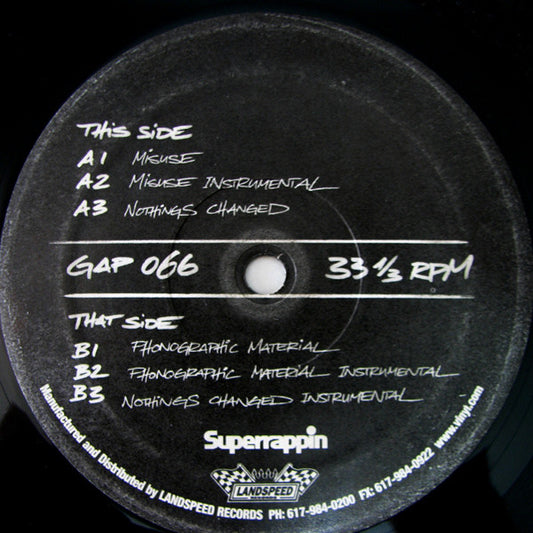 THiS SiDE
A1 MISUSE
A2 MISUSE INSTRUMENTAL
A3 NOTHINGS CHANGED
GAP 066 33 1/3 RPM
THAT SiDE
B1 PHONOGRAPHIC MATERIAL
B2 PHONOGRAPHIC MATERIAL INSTRUMENTAL
B3 NOTHINGS CHANGED INSTRUMENTAL
Superrappin
LANDSPEED
Manufactured and Distributed by LANDSPEED RECORDS PH: 617-984-0200 FX: 617-984-0922 www.vinyl.com